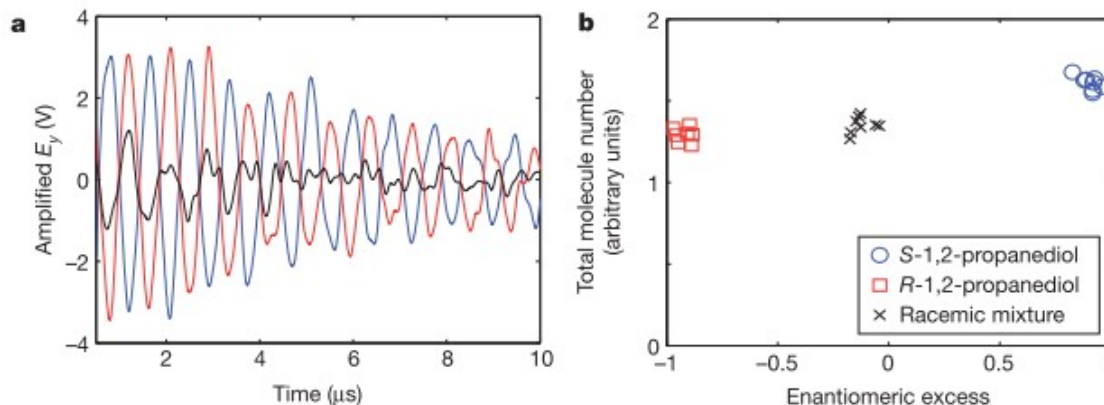 a
Amplified E_y (V)
4
2
0
−2
−4
2
4
6
8
10
Time (μs)
b
Total molecule number
(arbitrary units)
2
1
0
−1
−0.5
0
0.5
1
Enantiomeric excess
S-1,2-propanediol
R-1,2-propanediol
Racemic mixture